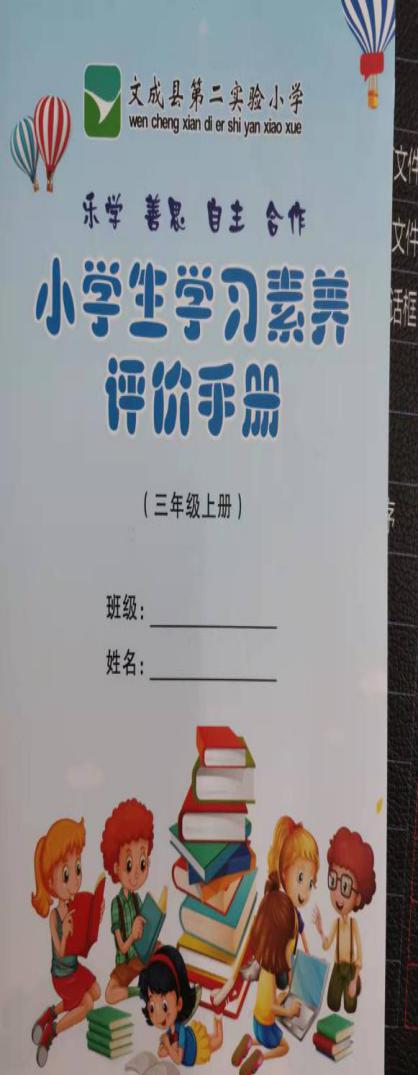 文成县第二实验小学
wen cheng xian di er shi yan xiao xue
乐学 善思 自主 合作
小学生学习素养
评价手册
（三年级上册）
班级：
姓名：
文件
文件
话框